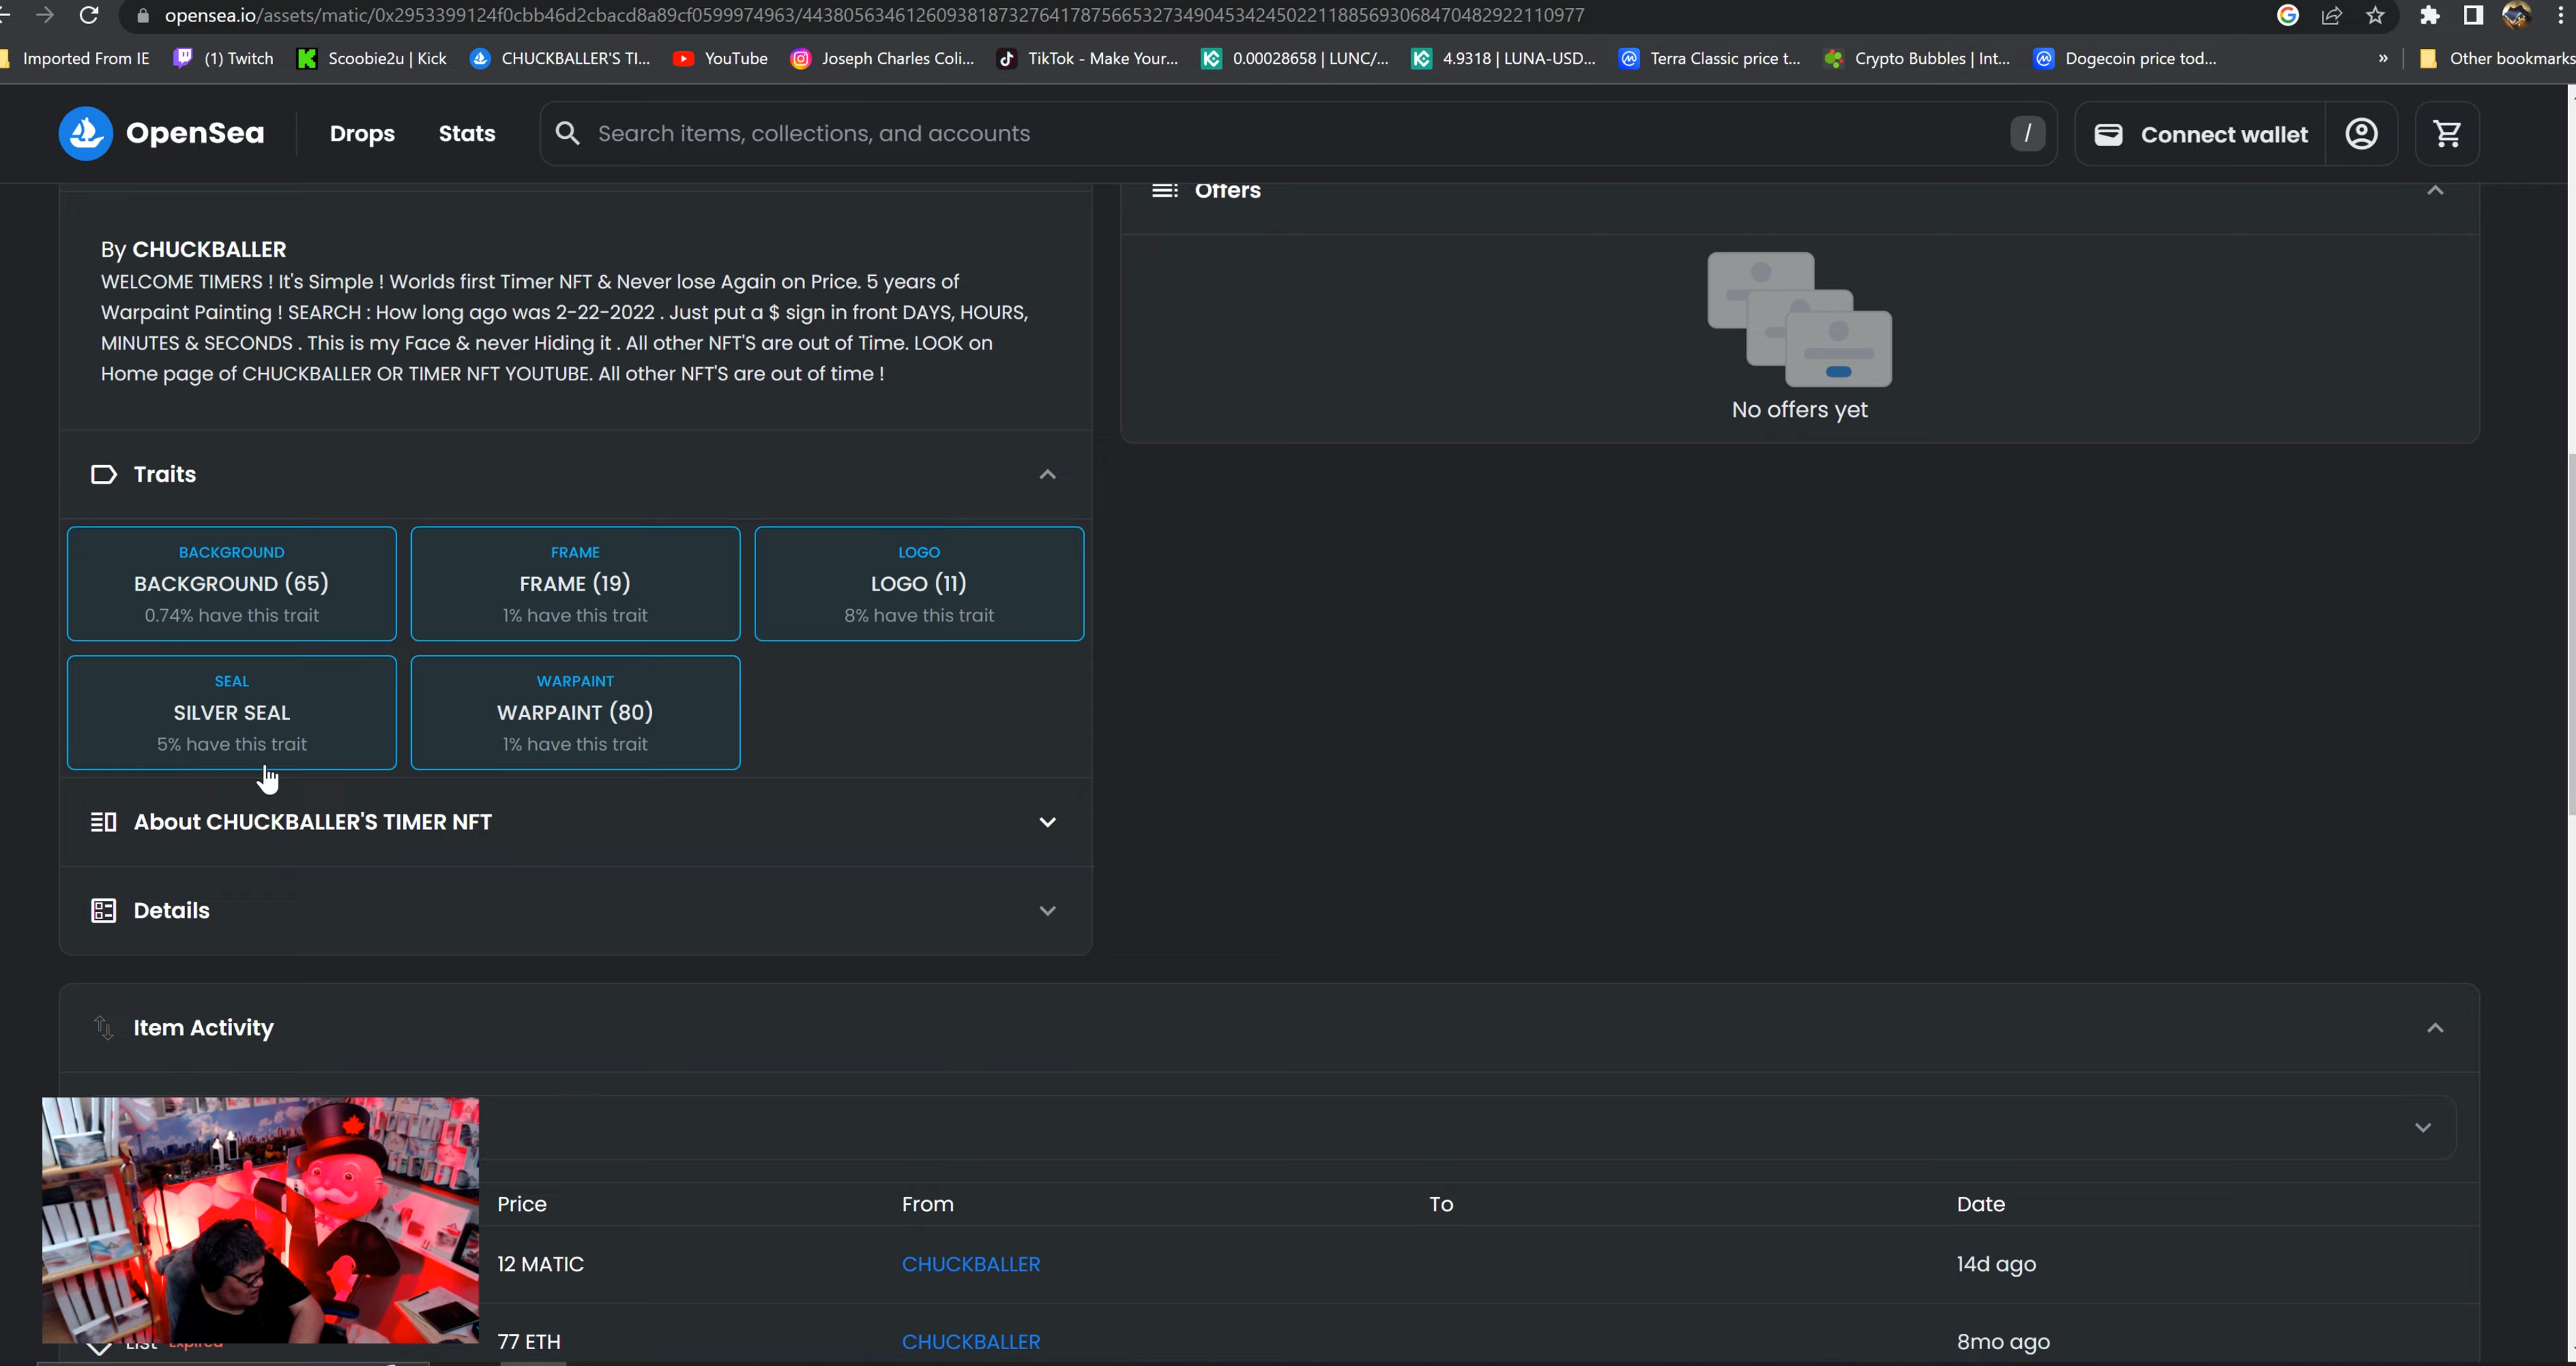 opensea.io/assets/matic/0x2953399124f0cbb46d2cbacd8a89cf0599974963/44380563461260938187327641787566532734904534245022118856930684704829221 10977
Imported From IE (1) Twitch Scoobie2u | Kick CHUCKBALLER'S TI... YouTube Joseph Charles Coli... TikTok - Make Your... 0.00028658 | LUNC/... 4.9318 | LUNA-USD... Terra Classic price t... Crypto Bubbles | Int... Dogecoin price tod... » Other bookmarks
OpenSea Drops Stats Search items, collections, and accounts / Connect wallet
Offers
By CHUCKBALLER
WELCOME TIMERS ! It's Simple ! Worlds first Timer NFT & Never lose Again on Price. 5 years of
Warpaint Painting ! SEARCH : How long ago was 2-22-2022 . Just put a $ sign in front DAYS, HOURS,
MINUTES & SECONDS . This is my Face & never Hiding it . All other NFT'S are out of Time. LOOK on
Home page of CHUCKBALLER OR TIMER NFT YOUTUBE. All other NFT'S are out of time !
No offers yet
Traits
BACKGROUND FRAME LOGO
BACKGROUND (65) FRAME (19) LOGO (11)
0.74% have this trait 1% have this trait 8% have this trait
SEAL WARPAINT
SILVER SEAL WARPAINT (80)
5% have this trait 1% have this trait
About CHUCKBALLER'S TIMER NFT
Details
Item Activity
Price From To Date
12 MATIC CHUCKBALLER 14d ago
List Expired 77 ETH CHUCKBALLER 8mo ago